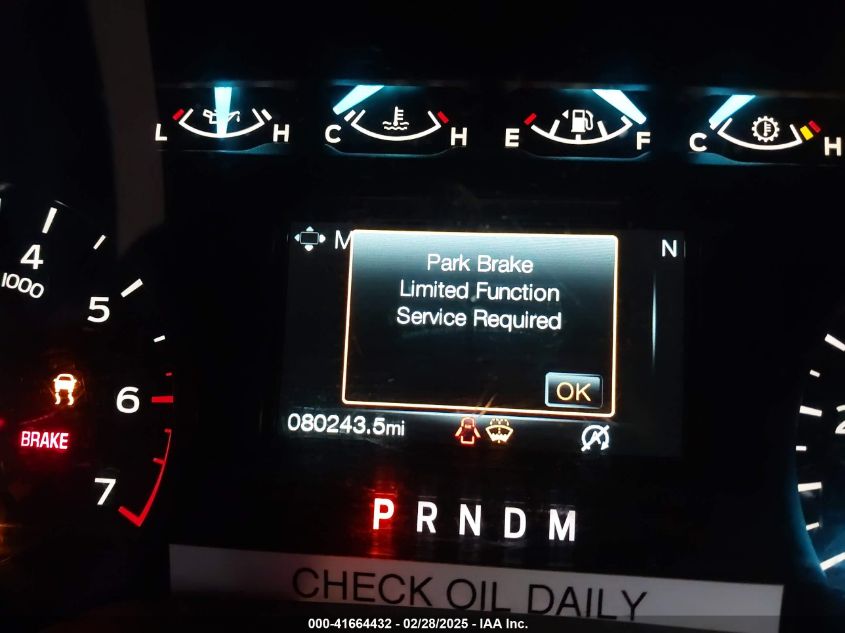 L H C H E F C H
M N
4
1000
5
6
7
BRAKE
Park Brake
Limited Function
Service Required
OK
080243.5mi
P R N D M
2
CHECK OIL DAILY
000-41664432 - 02/28/2025 - IAA Inc.